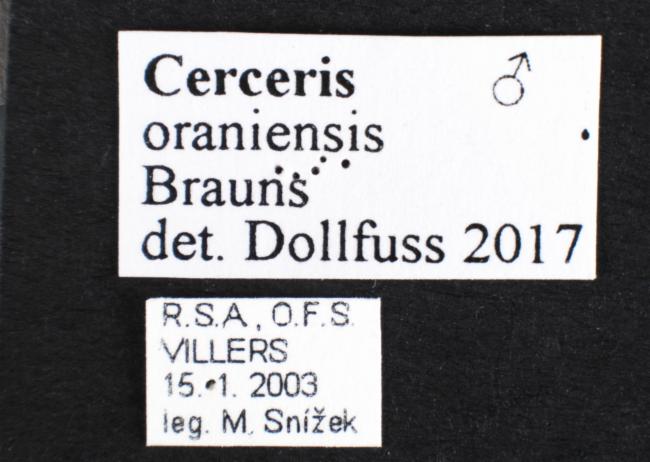 Cerceris ♂
oraniensis
Brauns
det. Dollfuss 2017
R.S.A, O.F.S.
VILLERS
15.1. 2003
leg. M. Snížek